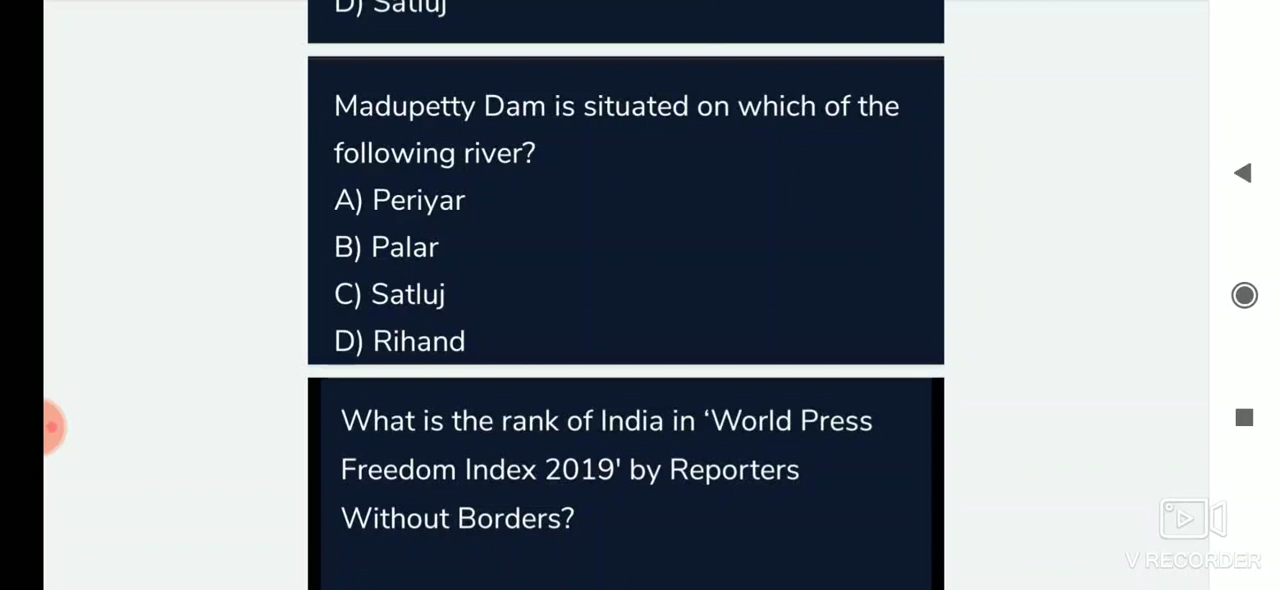 D) Satluj
Madupetty Dam is situated on which of the
following river?
A) Periyar
B) Palar
C) Satluj
D) Rihand
What is the rank of India in ‘World Press
Freedom Index 2019' by Reporters
Without Borders?
V RECORDER